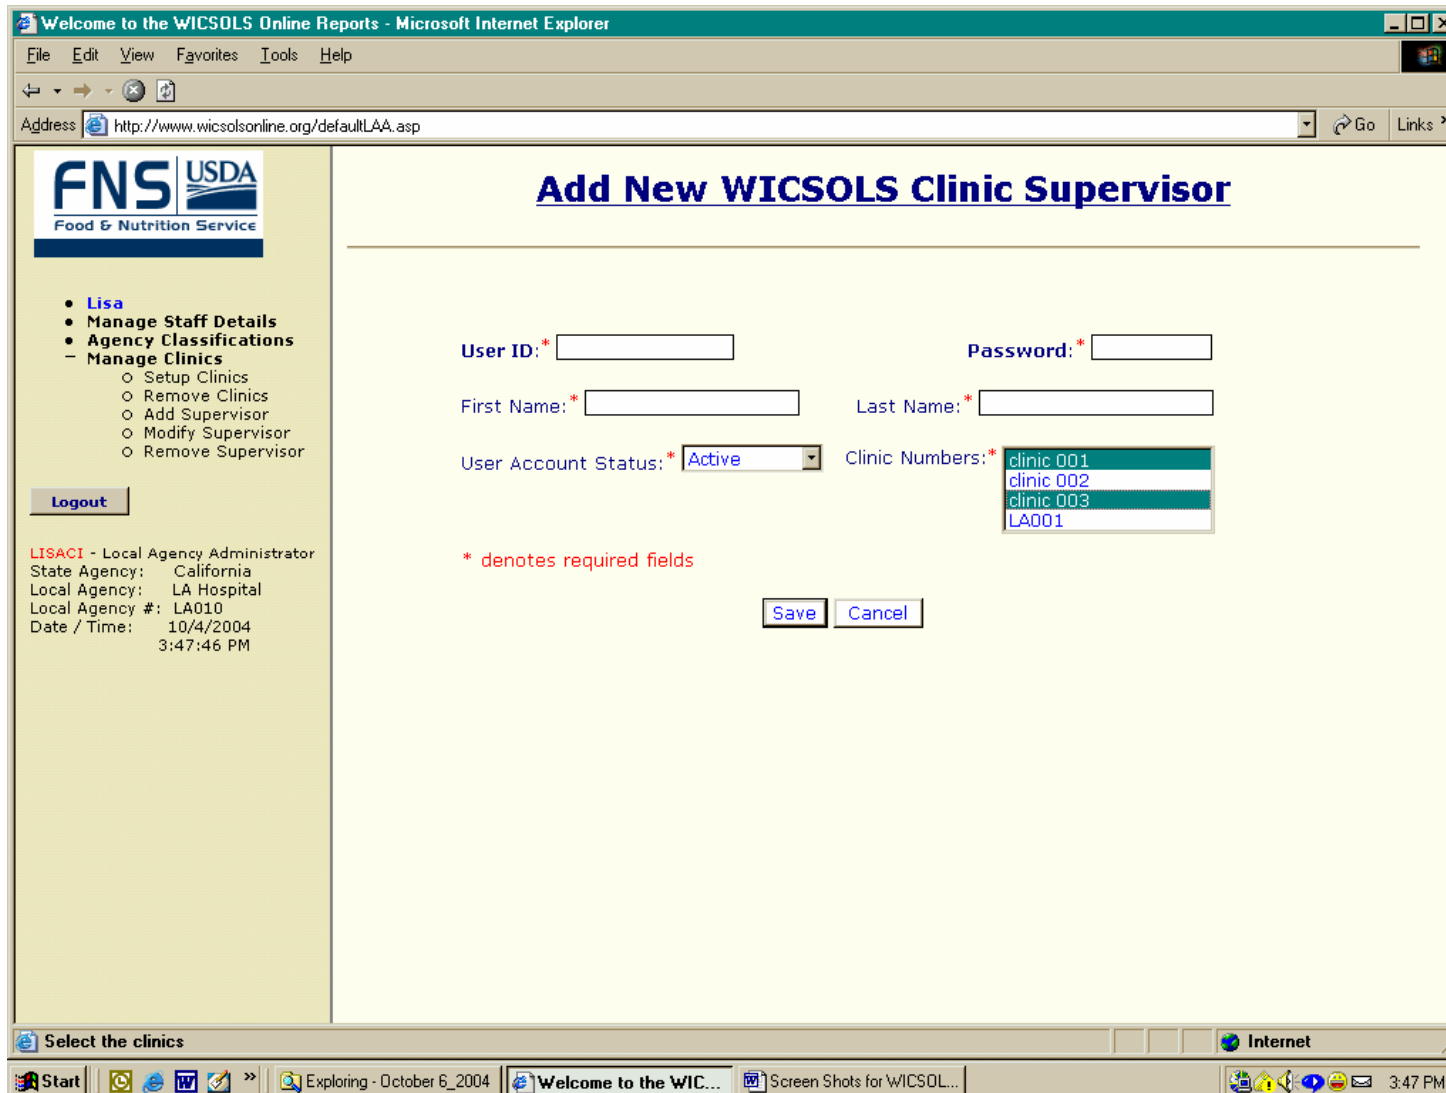 Welcome to the WICSOLS Online Reports - Microsoft Internet Explorer
File Edit View Favorites Tools Help
Address http://www.wicsolsonline.org/defaultLAA.asp Go Links »
FNS USDA
Food & Nutrition Service
Add New WICSOLS Clinic Supervisor
• Lisa
• Manage Staff Details
• Agency Classifications
– Manage Clinics
o Setup Clinics
o Remove Clinics
o Add Supervisor
o Modify Supervisor
o Remove Supervisor
Logout
LISACI - Local Agency Administrator
State Agency: California
Local Agency: LA Hospital
Local Agency #: LA010
Date / Time: 10/4/2004
3:47:46 PM
User ID:* Password:*
First Name:* Last Name:*
User Account Status:* Active Clinic Numbers:* clinic 001
clinic 002
clinic 003
LA001
* denotes required fields
Save Cancel
Select the clinics Internet
Start » Exploring - October 6_2004 Welcome to the WIC... Screen Shots for WICSOL... 3:47 PM